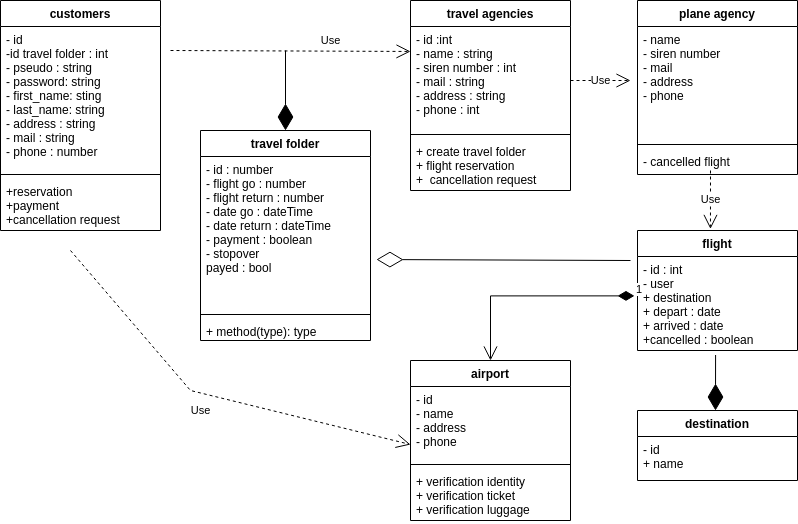 customers
- id
-id travel folder : int
- pseudo : string
- password: string
- first_name: sting
- last_name: string
- address : string
- mail : string
- phone : number
+reservation
+payment
+cancellation request
Use
travel agencies
- id :int
- name : string
- siren number : int
- mail : string
- address : string
- phone : int
+ create travel folder
+ flight reservation
+  cancellation request
Use
plane agency
- name
- siren number
- mail
- address
- phone
- cancelled flight
Use
travel folder
- id : number
- flight go : number
- flight return : number
- date go : dateTime
- date return : dateTime
- payment : boolean
- stopover
payed : bool
+ method(type): type
flight
- id : int
- user
+ destination
+ depart : date
+ arrived : date
+cancelled : boolean
1
Use
airport
- id
- name
- address
- phone
+ verification identity
+ verification ticket
+ verification luggage
destination
- id
+ name